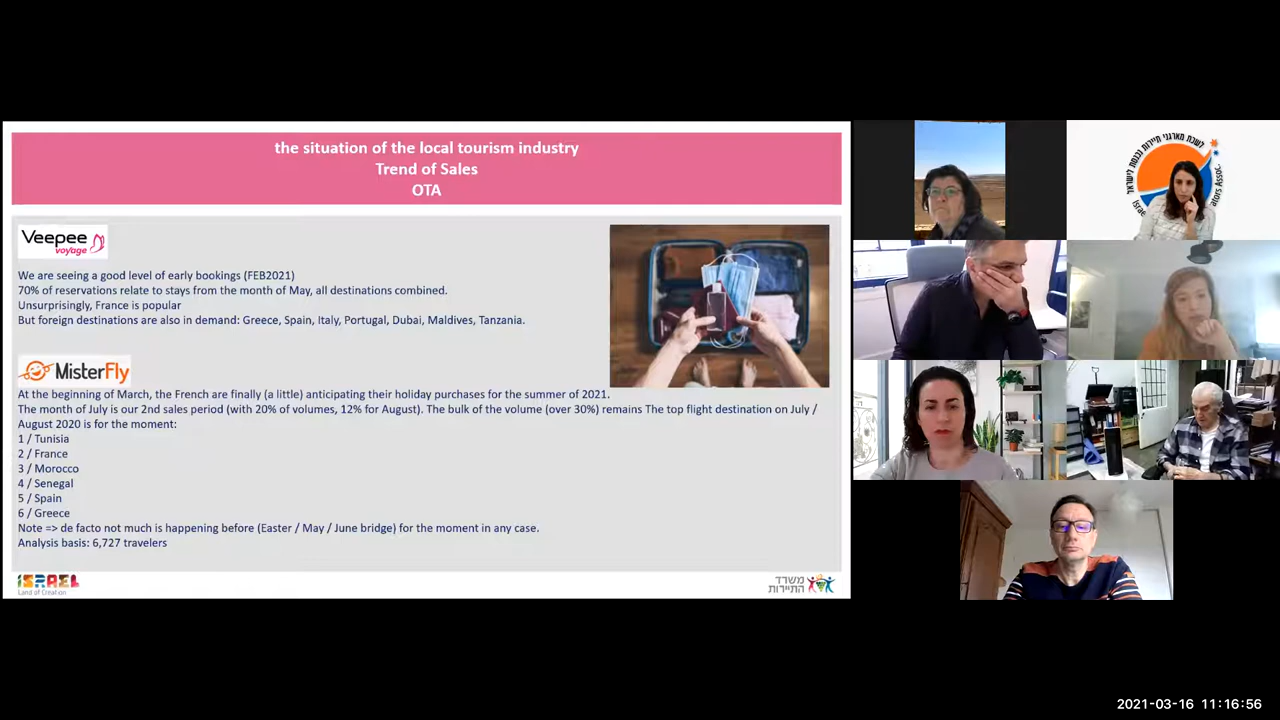 the situation of the local tourism industry
Trend of Sales
OTA
Veepee
voyage
We are seeing a good level of early bookings (FEB2021)
70% of reservations relate to stays from the month of May, all destinations combined.
Unsurprisingly, France is popular
But foreign destinations are also in demand: Greece, Spain, Italy, Portugal, Dubai, Maldives, Tanzania.
MisterFly
At the beginning of March, the French are finally (a little) anticipating their holiday purchases for the summer of 2021.
The month of July is our 2nd sales period (with 20% of volumes, 12% for August). The bulk of the volume (over 30%) remains The top flight destination on July /
August 2020 is for the moment:
1 / Tunisia
2 / France
3 / Morocco
4 / Senegal
5 / Spain
6 / Greece
Note => de facto not much is happening before (Easter / May / June bridge) for the moment in any case.
Analysis basis: 6,727 travelers
ISRAEL
Land of Creation
משרד
התיירות
לשכת מארגני תיירות נכנסת לישראל
ators Assoc.
2021-03-16 11:16:56